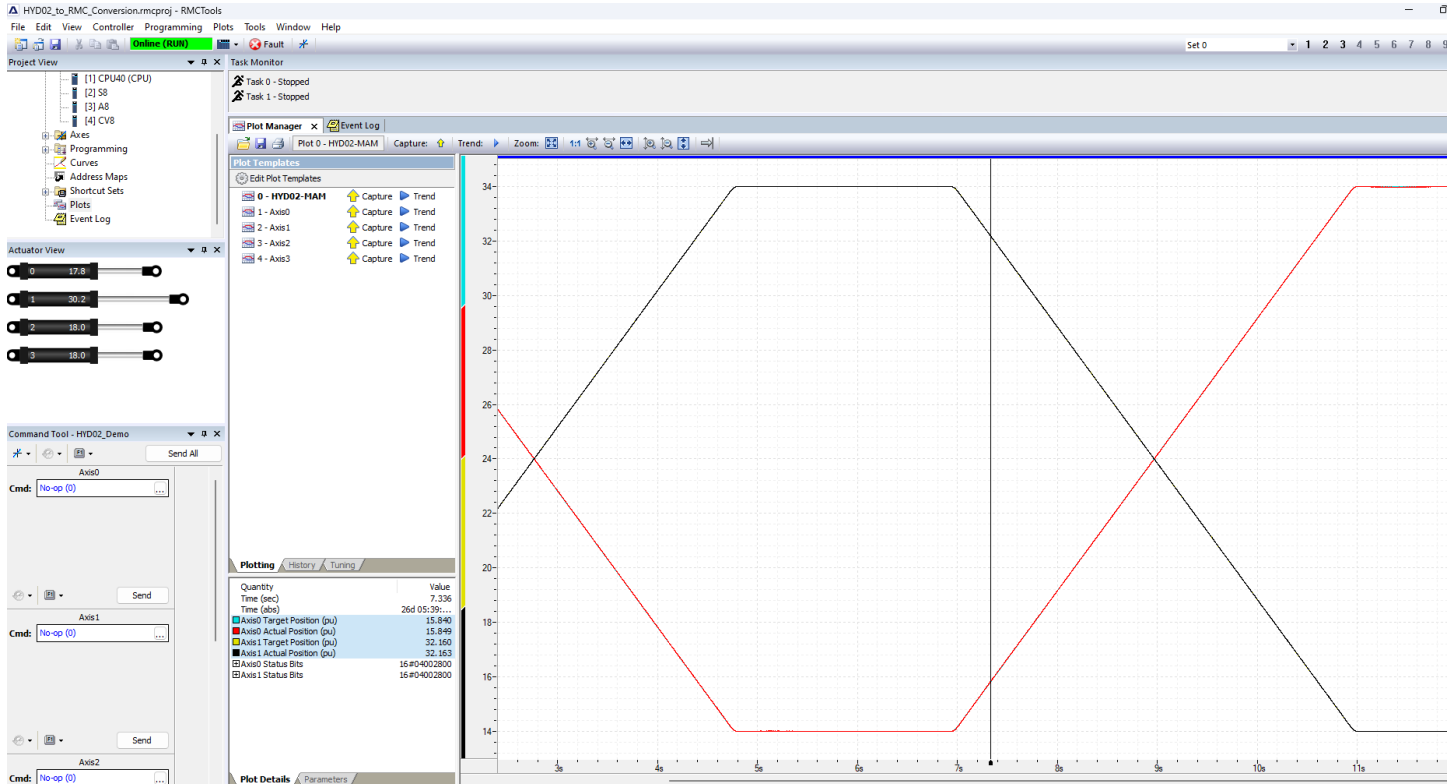 HYD02_to_RMC_Conversion.rmcproj - RMCTools
File Edit View Controller Programming Plots Tools Window Help
Online (RUN) Fault Set 0 1 2 3 4 5 6 7 8 9
Project View
[1] CPU40 (CPU)
[2] S8
[3] A8
[4] CV8
Axes
Programming
Curves
Address Maps
Shortcut Sets
Plots
Event Log
Task Monitor
Task 0 - Stopped
Task 1 - Stopped
Plot Manager Event Log
Plot 0 - HYD02-MAM Capture: Trend: Zoom: 1:1
Plot Templates
Edit Plot Templates
0 - HYD02-MAM Capture Trend
1 - Axis0 Capture Trend
2 - Axis1 Capture Trend
3 - Axis2 Capture Trend
4 - Axis3 Capture Trend
Actuator View
0 17.8
1 30.2
2 18.0
3 18.0
Command Tool - HYD02_Demo
Send All
Axis0
Cmd: No-op (0) ...
Send
Axis1
Cmd: No-op (0) ...
Send
Axis2
Cmd: No-op (0) ...
Plotting History Tuning
Quantity Value
Time (sec) 7.336
Time (abs) 26d 05:39:...
Axis0 Target Position (pu) 15.840
Axis0 Actual Position (pu) 15.849
Axis1 Target Position (pu) 32.160
Axis1 Actual Position (pu) 32.163
Axis0 Status Bits 16#04002800
Axis1 Status Bits 16#04002800
Plot Details Parameters
34
32
30
28
26
24
22
20
18
16
14
3s 4s 5s 6s 7s 8s 9s 10s 11s